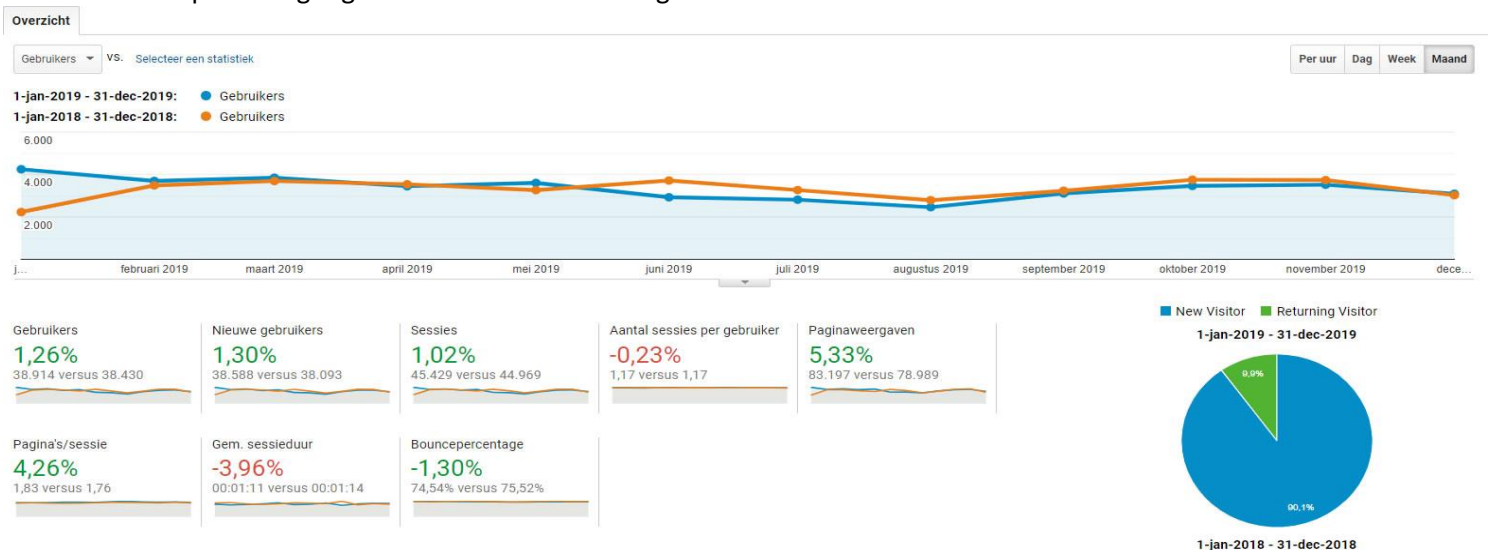 Overzicht
Gebruikers vs. Selecteer een statistiek
Per uur Dag Week Maand
1-jan-2019 - 31-dec-2019: Gebruikers
1-jan-2018 - 31-dec-2018: Gebruikers
6.000
4.000
2.000
j... februari 2019 maart 2019 april 2019 mei 2019 juni 2019 juli 2019 augustus 2019 september 2019 oktober 2019 november 2019 dece...
Gebruikers
1,26%
38.914 versus 38.430
Nieuwe gebruikers
1,30%
38.588 versus 38.093
Sessies
1,02%
45.429 versus 44.969
Aantal sessies per gebruiker
-0,23%
1,17 versus 1,17
Paginaweergaven
5,33%
83.197 versus 78.989
Pagina's/sessie
4,26%
1,83 versus 1,76
Gem. sessieduur
-3,96%
00:01:11 versus 00:01:14
Bouncepercentage
-1,30%
74,54% versus 75,52%
New Visitor Returning Visitor
1-jan-2019 - 31-dec-2019
9,9%
90,1%
1-jan-2018 - 31-dec-2018